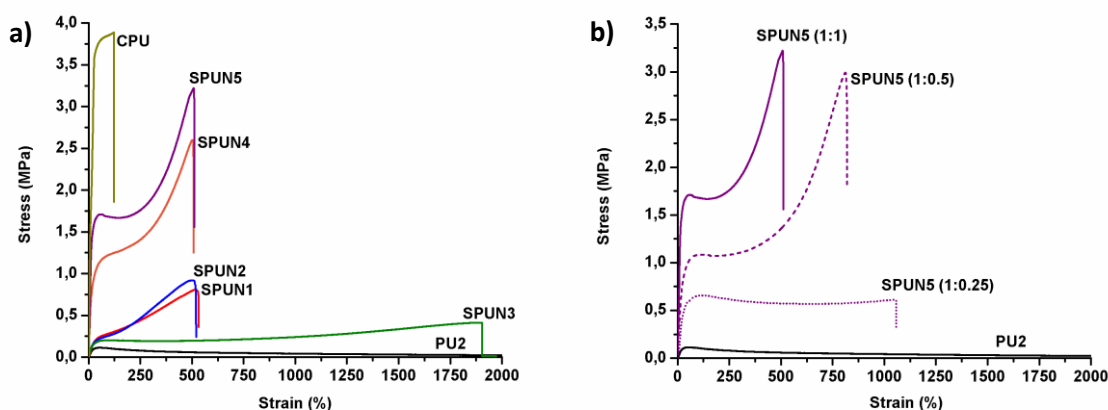 a)
Stress (MPa)
4,0
3,5
3,0
2,5
2,0
1,5
1,0
0,5
0,0
CPU
SPUN5
SPUN4
SPUN2
SPUN1
SPUN3
PU2
0 250 500 750 1000 1250 1500 1750 2000
Strain (%)
b)
Stress (MPa)
3,5
3,0
2,5
2,0
1,5
1,0
0,5
0,0
SPUN5 (1:1)
SPUN5 (1:0.5)
SPUN5 (1:0.25)
PU2
0 250 500 750 1000 1250 1500 1750 2000
Strain (%)